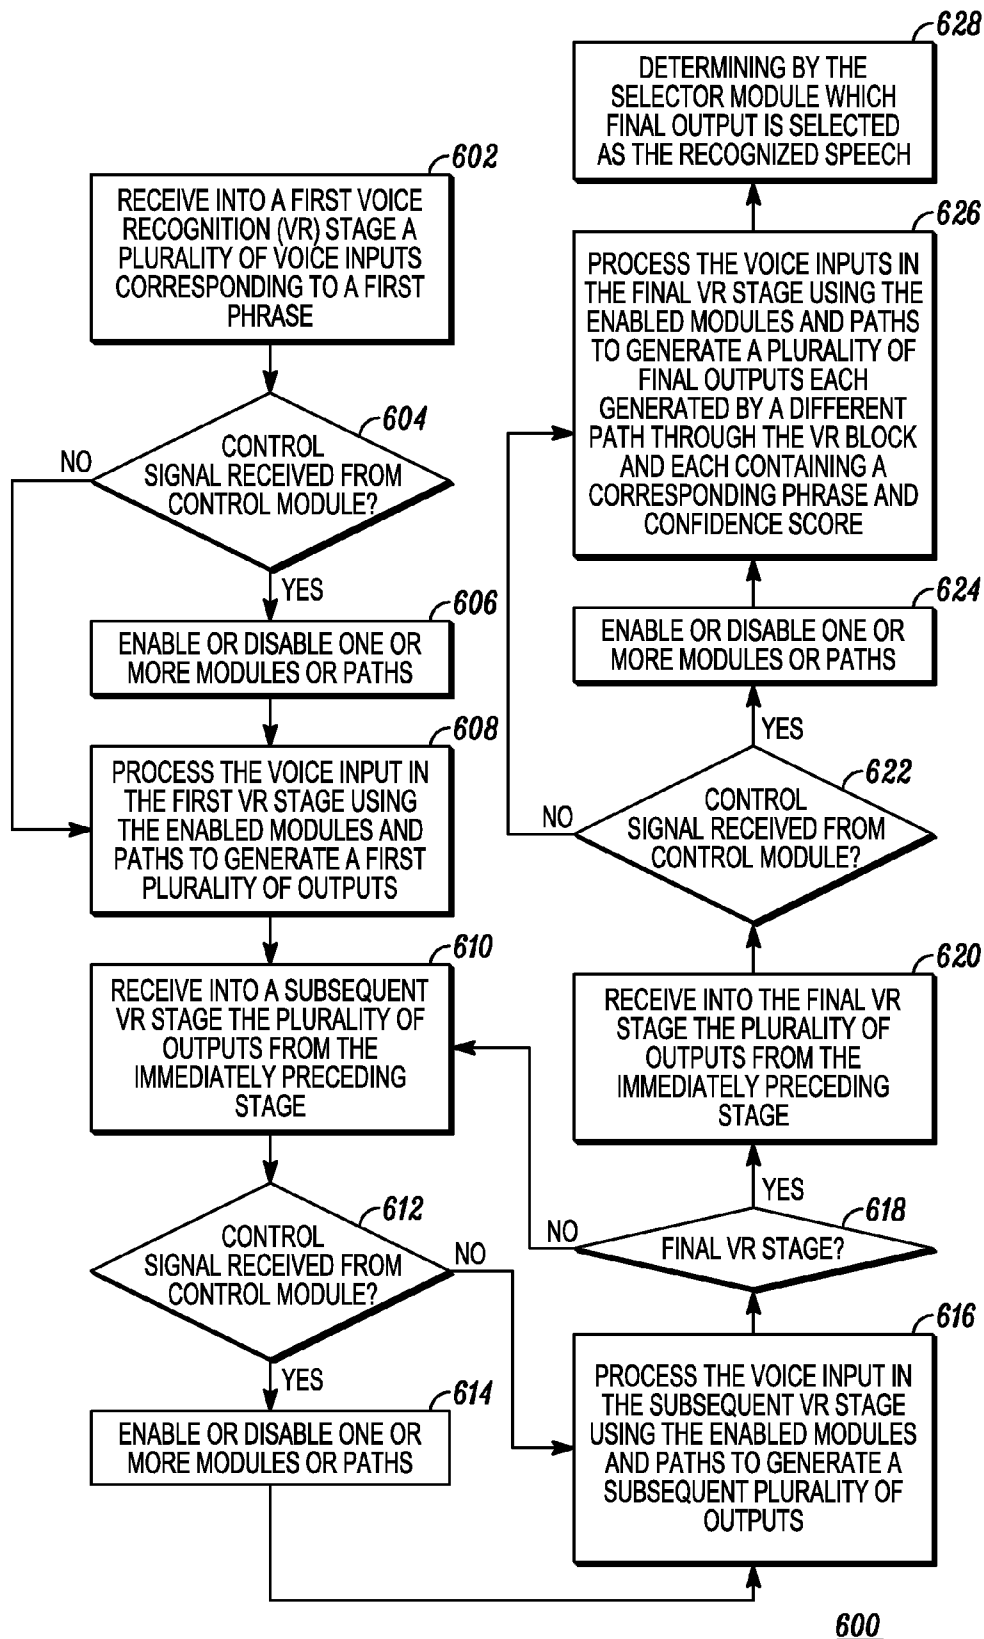 602
RECEIVE INTO A FIRST VOICE
RECOGNITION (VR) STAGE A
PLURALITY OF VOICE INPUTS
CORRESPONDING TO A FIRST
PHRASE
604
CONTROL
SIGNAL RECEIVED FROM
CONTROL MODULE?
NO
YES
606
ENABLE OR DISABLE ONE OR
MORE MODULES OR PATHS
608
PROCESS THE VOICE INPUT IN
THE FIRST VR STAGE USING
THE ENABLED MODULES AND
PATHS TO GENERATE A FIRST
PLURALITY OF OUTPUTS
610
RECEIVE INTO A SUBSEQUENT
VR STAGE THE PLURALITY OF
OUTPUTS FROM THE
IMMEDIATELY PRECEDING
STAGE
612
CONTROL
SIGNAL RECEIVED FROM
CONTROL MODULE?
NO
YES
614
ENABLE OR DISABLE ONE OR
MORE MODULES OR PATHS
616
PROCESS THE VOICE INPUT IN
THE SUBSEQUENT VR STAGE
USING THE ENABLED MODULES
AND PATHS TO GENERATE A
SUBSEQUENT PLURALITY OF
OUTPUTS
618
FINAL VR STAGE?
NO
YES
620
RECEIVE INTO THE FINAL VR
STAGE THE PLURALITY OF
OUTPUTS FROM THE
IMMEDIATELY PRECEDING
STAGE
622
CONTROL
SIGNAL RECEIVED FROM
CONTROL MODULE?
NO
YES
624
ENABLE OR DISABLE ONE OR
MORE MODULES OR PATHS
626
PROCESS THE VOICE INPUTS IN
THE FINAL VR STAGE USING THE
ENABLED MODULES AND PATHS
TO GENERATE A PLURALITY OF
FINAL OUTPUTS EACH
GENERATED BY A DIFFERENT
PATH THROUGH THE VR BLOCK
AND EACH CONTAINING A
CORRESPONDING PHRASE AND
CONFIDENCE SCORE
628
DETERMINING BY THE
SELECTOR MODULE WHICH
FINAL OUTPUT IS SELECTED
AS THE RECOGNIZED SPEECH
600